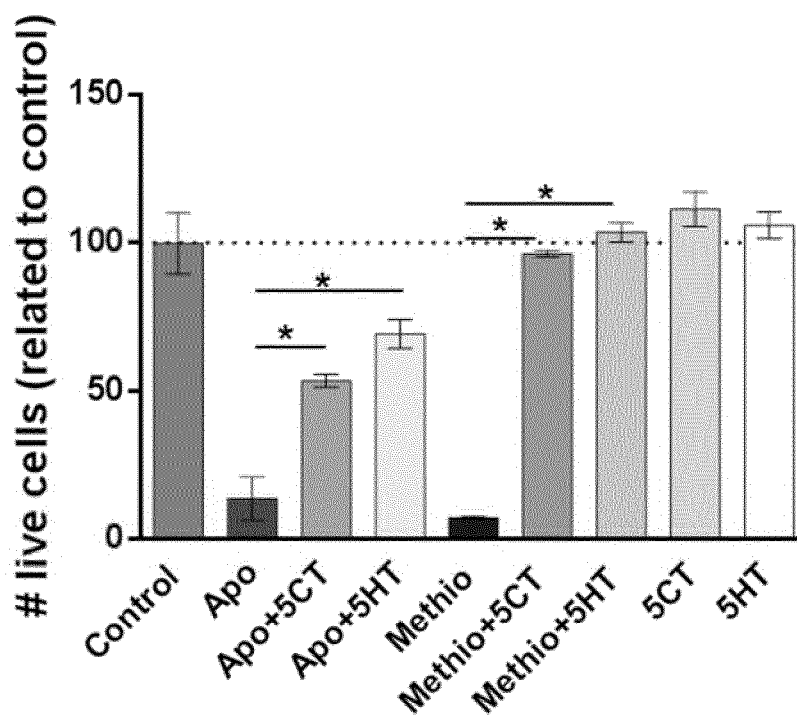 # live cells (related to control)
150
100
50
0
*
*
*
*
Control
Apo
Apo+5CT
Apo+5HT
Methio
Methio+5CT
Methio+5HT
5CT
5HT